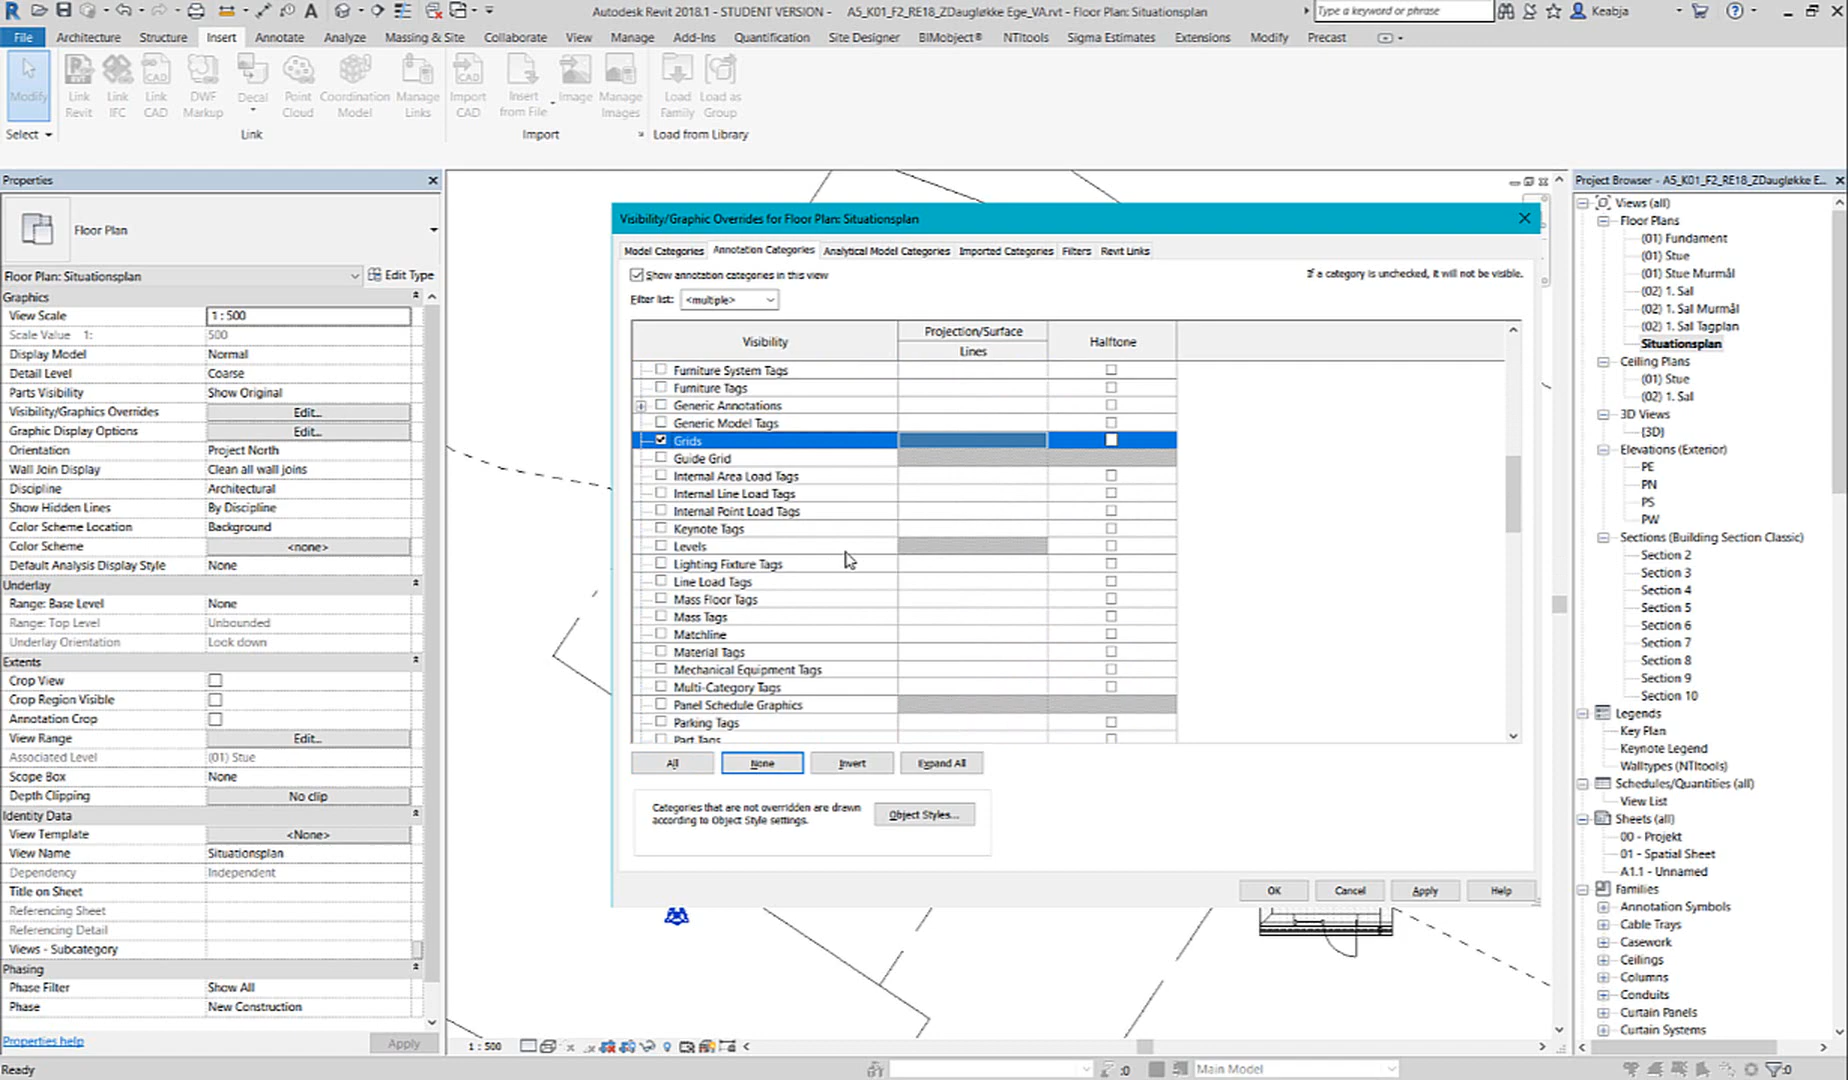 Autodesk Revit 2018.1 - STUDENT VERSION - A5_K01_F2_RE18_ZDaugløkke Ege_VA.rvt - Floor Plan: Situationsplan
Type a keyword or phrase
Keabja
File Architecture Structure Insert Annotate Analyze Massing & Site Collaborate View Manage Add-Ins Quantification Site Designer BIMobject® NTItools Sigma Estimates Extensions Modify Precast
Modify
Link Revit
Link IFC
Link CAD
DWF Markup
Decal
Point Cloud
Coordination Model
Manage Links
Import CAD
Insert from File
Image
Manage Images
Load Family
Load as Group
Select
Link
Import
Load from Library
Properties
Floor Plan
Floor Plan: Situationsplan
Edit Type
Graphics
View Scale 1 : 500
Scale Value 1: 500
Display Model Normal
Detail Level Coarse
Parts Visibility Show Original
Visibility/Graphics Overrides Edit...
Graphic Display Options Edit...
Orientation Project North
Wall Join Display Clean all wall joins
Discipline Architectural
Show Hidden Lines By Discipline
Color Scheme Location Background
Color Scheme <none>
Default Analysis Display Style None
Underlay
Range: Base Level None
Range: Top Level Unbounded
Underlay Orientation Look down
Extents
Crop View
Crop Region Visible
Annotation Crop
View Range Edit...
Associated Level (01) Stue
Scope Box None
Depth Clipping No clip
Identity Data
View Template <None>
View Name Situationsplan
Dependency Independent
Title on Sheet
Referencing Sheet
Referencing Detail
Views - Subcategory
Phasing
Phase Filter Show All
Phase New Construction
Properties help
Apply
Visibility/Graphic Overrides for Floor Plan: Situationsplan
Model Categories Annotation Categories Analytical Model Categories Imported Categories Filters Revit Links
Show annotation categories in this view
If a category is unchecked, it will not be visible.
Filter list: <multiple>
Visibility
Projection/Surface
Lines
Halftone
Furniture System Tags
Furniture Tags
Generic Annotations
Generic Model Tags
Grids
Guide Grid
Internal Area Load Tags
Internal Line Load Tags
Internal Point Load Tags
Keynote Tags
Levels
Lighting Fixture Tags
Line Load Tags
Mass Floor Tags
Mass Tags
Matchline
Material Tags
Mechanical Equipment Tags
Multi-Category Tags
Panel Schedule Graphics
Parking Tags
Part Tags
All None Invert Expand All
Categories that are not overridden are drawn
according to Object Style settings.
Object Styles...
OK Cancel Apply Help
Project Browser - A5_K01_F2_RE18_ZDaugløkke E...
Views (all)
Floor Plans
(01) Fundament
(01) Stue
(01) Stue Murmål
(02) 1. Sal
(02) 1. Sal Murmål
(02) 1. Sal Tagplan
Situationsplan
Ceiling Plans
(01) Stue
(02) 1. Sal
3D Views
{3D}
Elevations (Exterior)
PE
PN
PS
PW
Sections (Building Section Classic)
Section 2
Section 3
Section 4
Section 5
Section 6
Section 7
Section 8
Section 9
Section 10
Legends
Key Plan
Keynote Legend
Walltypes (NTItools)
Schedules/Quantities (all)
View List
Sheets (all)
00 - Projekt
01 - Spatial Sheet
A1.1 - Unnamed
Families
Annotation Symbols
Cable Trays
Casework
Ceilings
Columns
Conduits
Curtain Panels
Curtain Systems
1 : 500
Ready
:0
Main Model
:0